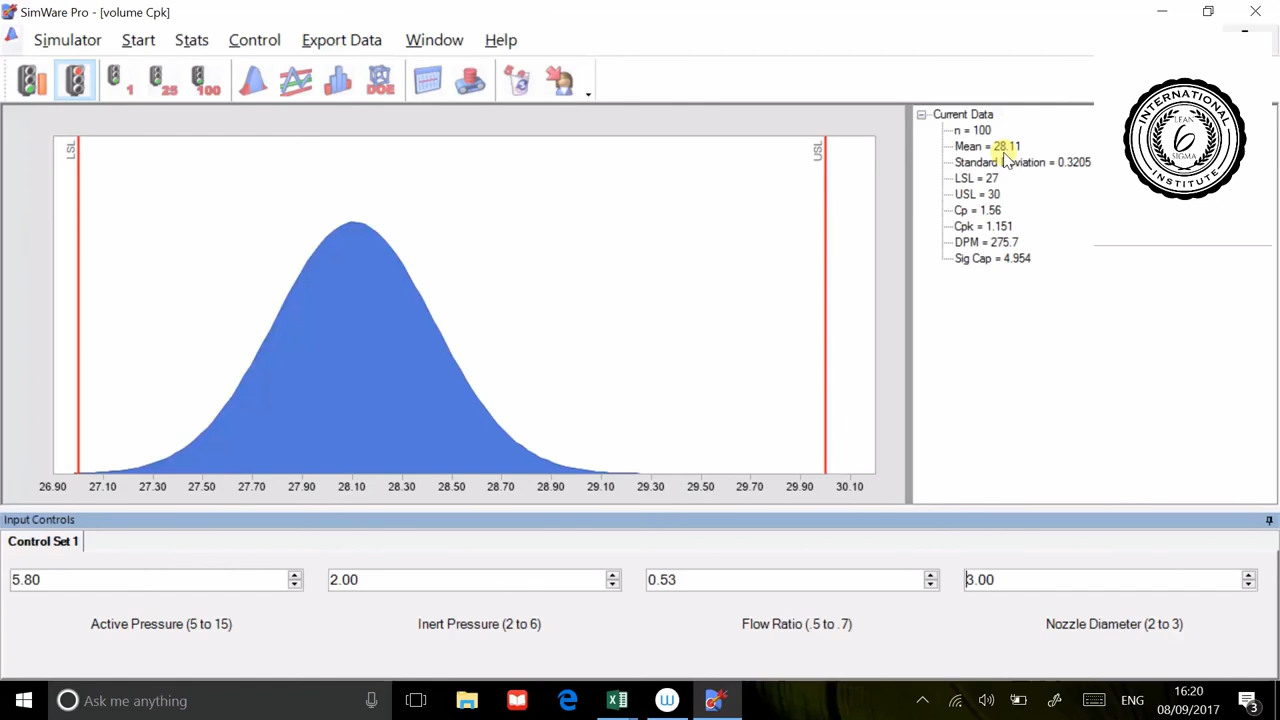 SimWare Pro - [volume Cpk]
Simulator Start Stats Control Export Data Window Help
1 25 100 DOE
LSL
USL
26.90 27.10 27.30 27.50 27.70 27.90 28.10 28.30 28.50 28.70 28.90 29.10 29.30 29.50 29.70 29.90 30.10
Current Data
n = 100
Mean = 28.11
Standard Deviation = 0.3205
LSL = 27
USL = 30
Cp = 1.56
Cpk = 1.151
DPM = 275.7
Sig Cap = 4.954
INTERNATIONAL
LEAN
6
SIGMA
INSTITUTE
Input Controls
Control Set 1
5.80 2.00 0.53 3.00
Active Pressure (5 to 15) Inert Pressure (2 to 6) Flow Ratio (.5 to .7) Nozzle Diameter (2 to 3)
Ask me anything
W
ENG
16:20
08/09/2017
3